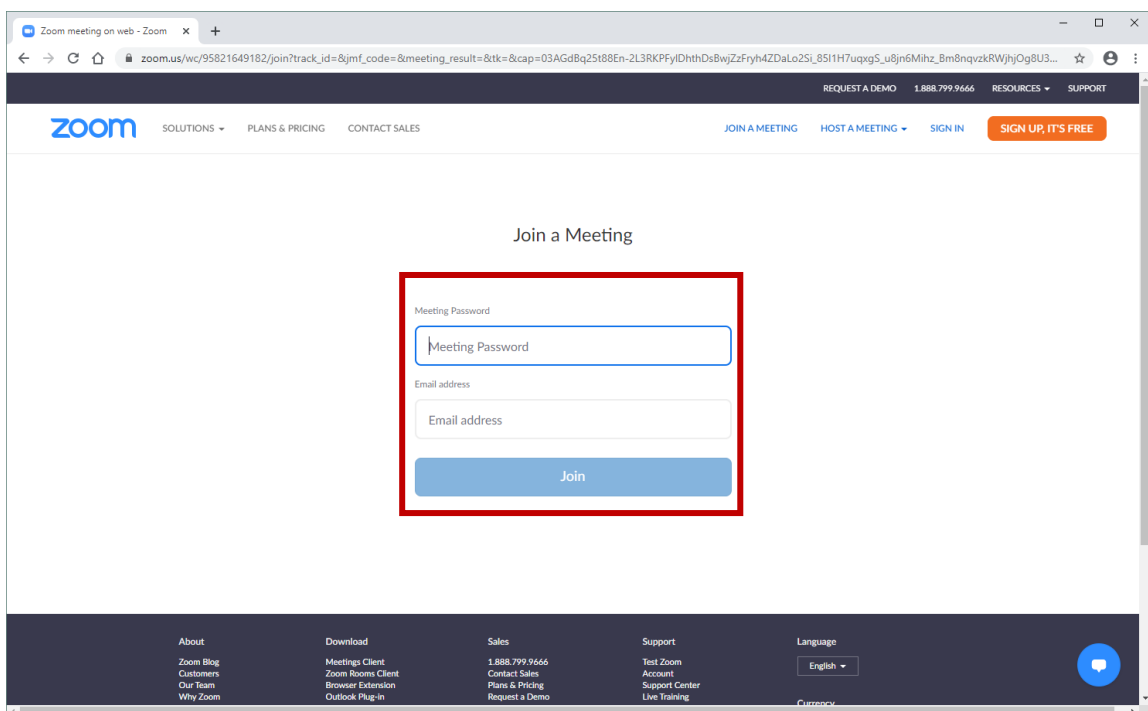 Zoom meeting on web - Zoom
zoom.us/wc/95821649182/join?track_id=&jmf_code=&meeting_result=&tk=&cap=03AGdBq25t88En-2L3RKPFyIDhthDsBwjZzFryh4ZDaLo2Si_85I1H7uqxgS_u8jn6Mihz_Bm8nqvzkRWjhjOg8U3...
REQUEST A DEMO 1.888.799.9666 RESOURCES SUPPORT
zoom SOLUTIONS PLANS & PRICING CONTACT SALES JOIN A MEETING HOST A MEETING SIGN IN SIGN UP, IT'S FREE
Join a Meeting
Meeting Password
Meeting Password
Email address
Email address
Join
About Download Sales Support Language
Zoom Blog Meetings Client 1.888.799.9666 Test Zoom English
Customers Zoom Rooms Client Contact Sales Account
Our Team Browser Extension Plans & Pricing Support Center
Why Zoom Outlook Plug-in Request a Demo Live Training
Currency